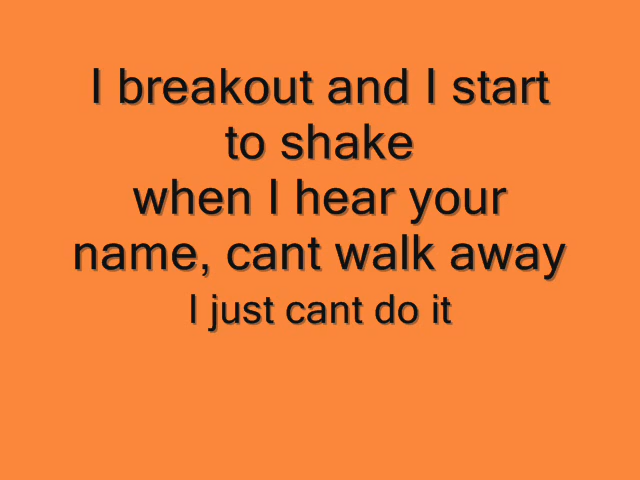 I breakout and I start
to shake
when I hear your
name, cant walk away
I just cant do it